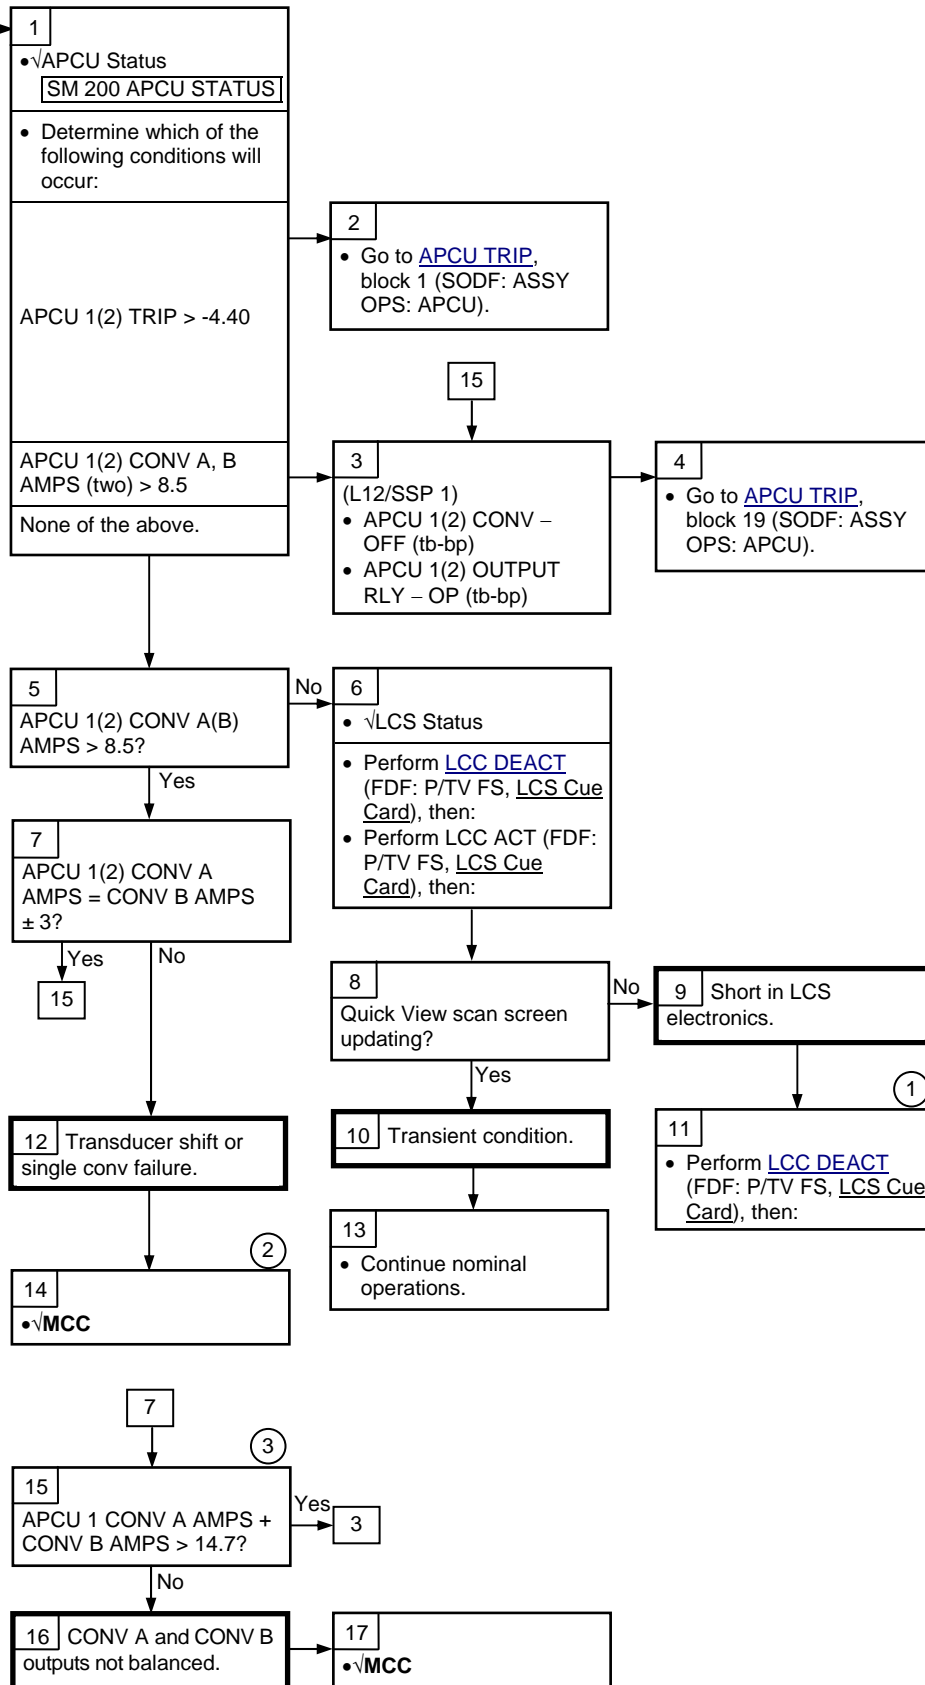 1
•√APCU Status
SM 200 APCU STATUS
• Determine which of the
following conditions will
occur:
APCU 1(2) TRIP > -4.40
APCU 1(2) CONV A, B
AMPS (two) > 8.5
None of the above.
2
• Go to APCU TRIP,
block 1 (SODF: ASSY
OPS: APCU).
15
3
(L12/SSP 1)
• APCU 1(2) CONV –
OFF (tb-bp)
• APCU 1(2) OUTPUT
RLY – OP (tb-bp)
4
• Go to APCU TRIP,
block 19 (SODF: ASSY
OPS: APCU).
5
APCU 1(2) CONV A(B)
AMPS > 8.5?
No
Yes
6
• √LCS Status
• Perform LCC DEACT
(FDF: P/TV FS, LCS Cue
Card), then:
• Perform LCC ACT (FDF:
P/TV FS, LCS Cue
Card), then:
7
APCU 1(2) CONV A
AMPS = CONV B AMPS
± 3?
Yes
No
15
8
Quick View scan screen
updating?
No
Yes
9 Short in LCS
electronics.
10 Transient condition.
1
11
• Perform LCC DEACT
(FDF: P/TV FS, LCS Cue
Card), then:
12 Transducer shift or
single conv failure.
13
• Continue nominal
operations.
2
14
•√MCC
7
3
15
APCU 1 CONV A AMPS +
CONV B AMPS > 14.7?
Yes
3
No
16 CONV A and CONV B
outputs not balanced.
17
•√MCC